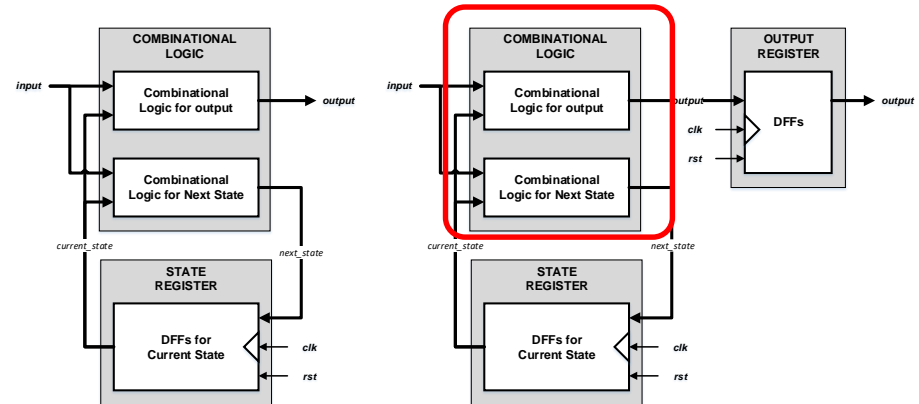 COMBINATIONAL
LOGIC
input
Combinational
Logic for output
output
Combinational
Logic for Next State
current_state
next_state
STATE
REGISTER
DFFs for
Current State
clk
rst
COMBINATIONAL
LOGIC
input
Combinational
Logic for output
output
Combinational
Logic for Next State
current_state
next_state
STATE
REGISTER
DFFs for
Current State
clk
rst
OUTPUT
REGISTER
DFFs
clk
rst
output